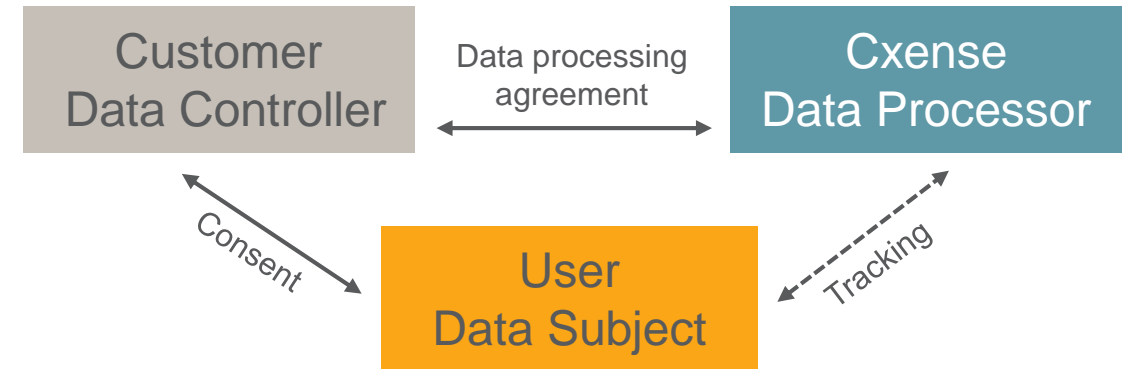 Customer
Data Controller
Data processing
agreement
Cxense
Data Processor
Consent
Tracking
User
Data Subject